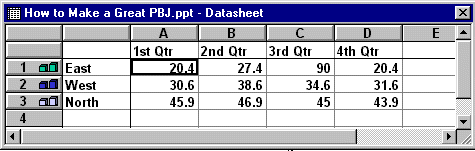 How to Make a Great PBJ.ppt - Datasheet
A B C D E
1st Qtr 2nd Qtr 3rd Qtr 4th Qtr
1 East 20.4 27.4 90 20.4
2 West 30.6 38.6 34.6 31.6
3 North 45.9 46.9 45 43.9
4